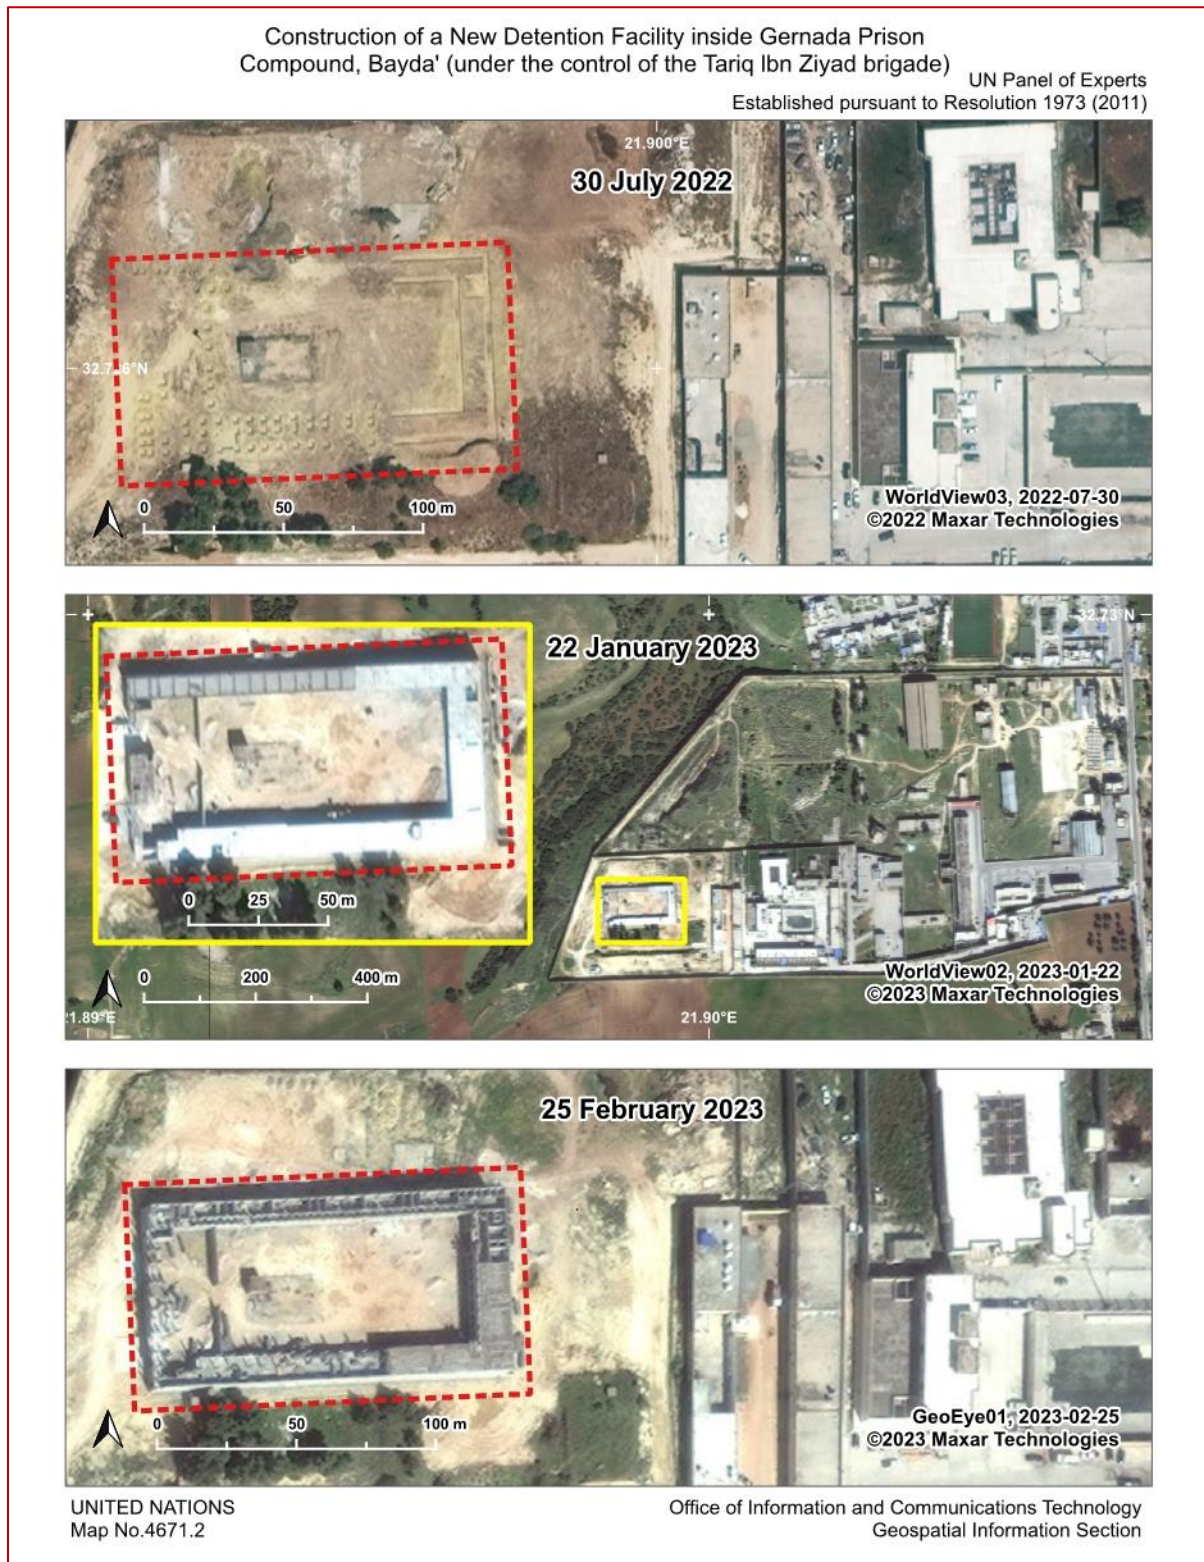 Construction of a New Detention Facility inside Gernada Prison
Compound, Bayda' (under the control of the Tariq Ibn Ziyad brigade)
UN Panel of Experts
Established pursuant to Resolution 1973 (2011)
21.900°E
30 July 2022
0 50 100 m
WorldView03, 2022-07-30
©2022 Maxar Technologies
32.73°N
22 January 2023
0 25 50 m
0 200 400 m
WorldView02, 2023-01-22
©2023 Maxar Technologies
21.90°E
25 February 2023
0 50 100 m
GeoEye01, 2023-02-25
©2023 Maxar Technologies
UNITED NATIONS
Map No.4671.2
Office of Information and Communications Technology
Geospatial Information Section